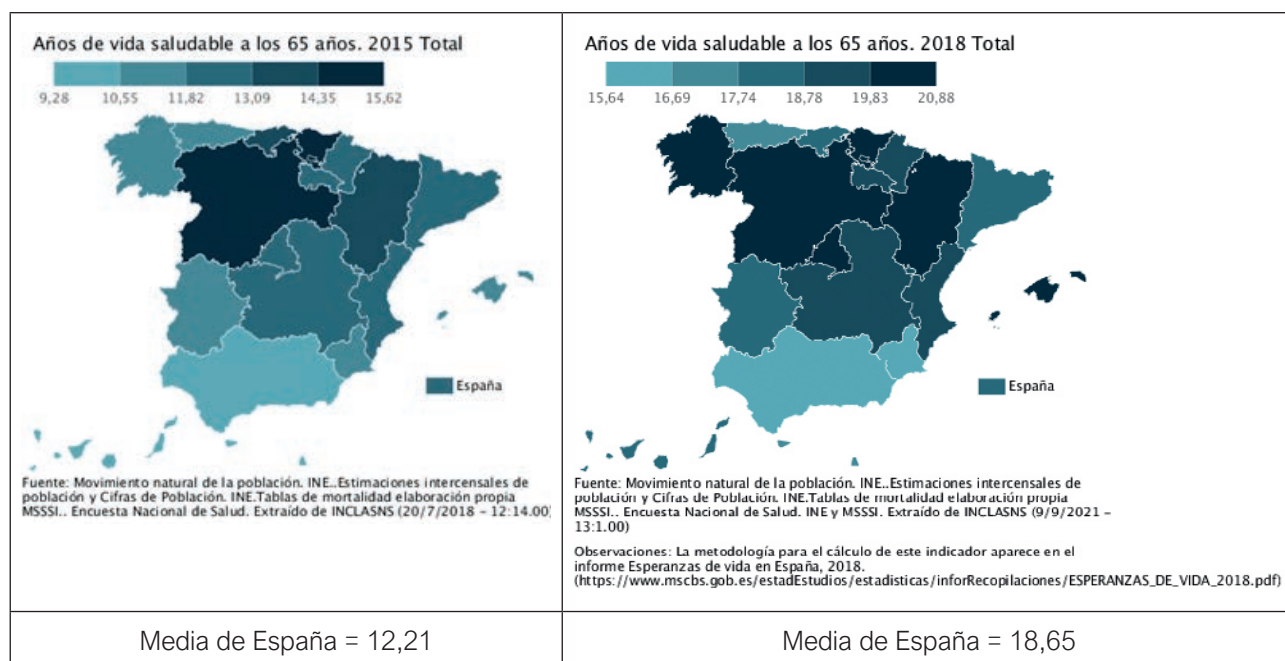 Años de vida saludable a los 65 años. 2015 Total
9,28 10,55 11,82 13,09 14,35 15,62
España
Fuente: Movimiento natural de la población. INE..Estimaciones intercensales de
población y Cifras de Población. INE.Tablas de mortalidad elaboración propia
MSSSI.. Encuesta Nacional de Salud. Extraído de INCLASNS (20/7/2018 - 12:14.00)
Media de España = 12,21
Años de vida saludable a los 65 años. 2018 Total
15,64 16,69 17,74 18,78 19,83 20,88
España
Fuente: Movimiento natural de la población. INE..Estimaciones intercensales de
población y Cifras de Población. INE.Tablas de mortalidad elaboración propia
MSSSI.. Encuesta Nacional de Salud. INE y MSSSI. Extraído de INCLASNS (9/9/2021 -
13:1.00)
Observaciones: La metodología para el cálculo de este indicador aparece en el
informe Esperanzas de vida en España, 2018.
(https://www.mscbs.gob.es/estadEstudios/estadisticas/inforRecopilaciones/ESPERANZAS_DE_VIDA_2018.pdf)
Media de España = 18,65